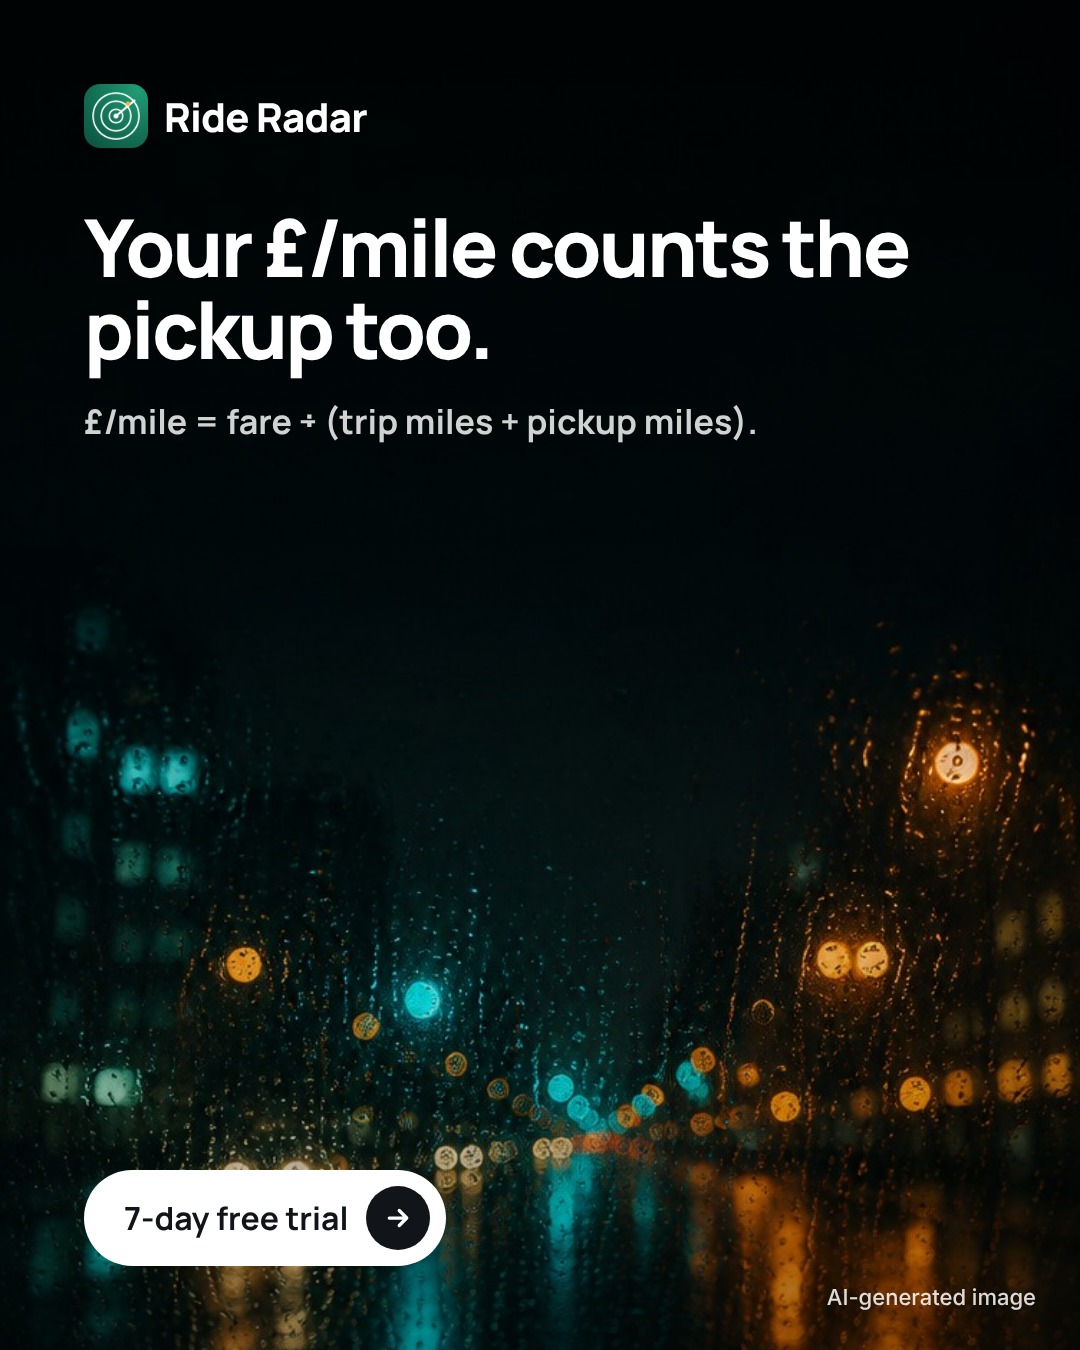 Ride Radar
Your £/mile counts the
pickup too.
£/mile = fare ÷ (trip miles + pickup miles).
7-day free trial
AI-generated image